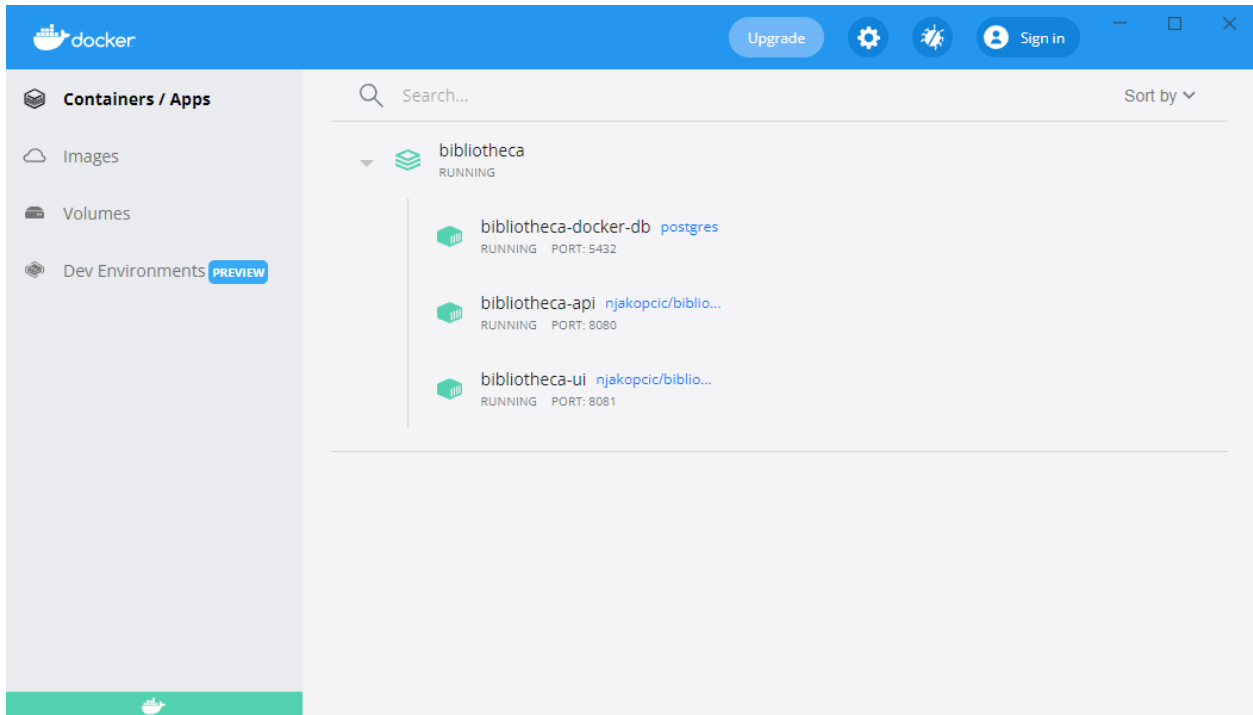 docker
Upgrade
Sign in
Containers / Apps
Images
Volumes
Dev Environments PREVIEW
Search...
Sort by
bibliotheca
RUNNING
bibliotheca-docker-db postgres
RUNNING PORT: 5432
bibliotheca-api njakopcic/biblio...
RUNNING PORT: 8080
bibliotheca-ui njakopcic/biblio...
RUNNING PORT: 8081